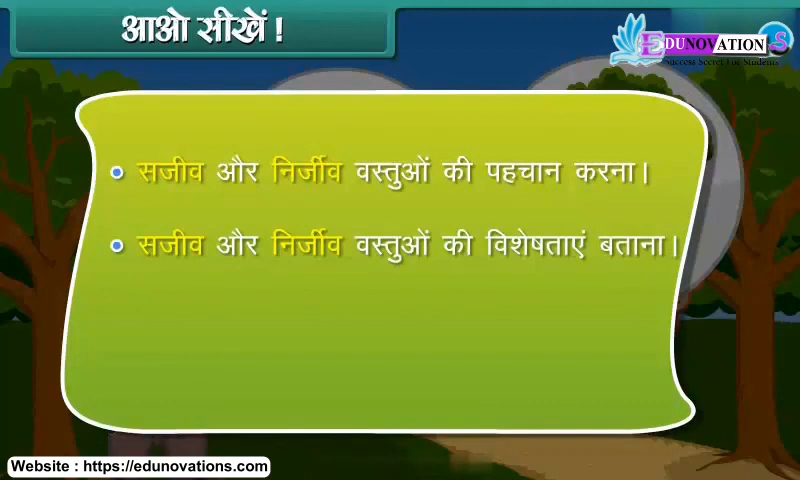 आओ सीखें!
EDUNOVATION S
Success Secret For Students
सजीव और निर्जीव वस्तुओं की पहचान करना।
सजीव और निर्जीव वस्तुओं की विशेषताएं बताना।
Website : https://edunovations.com